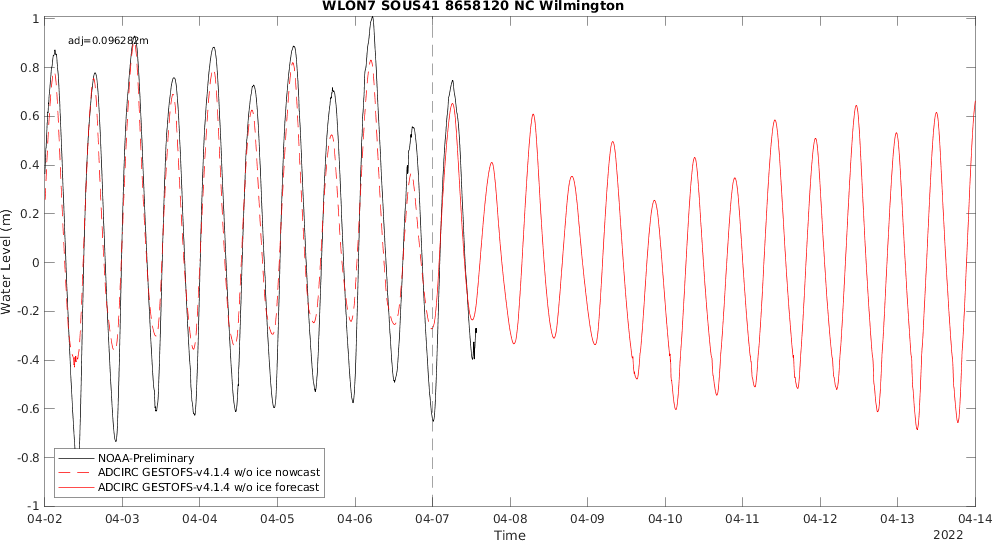 WLON7 SOUS41 8658120 NC Wilmington
adj=0.096282m
1
0.8
0.6
0.4
0.2
0
-0.2
-0.4
-0.6
-0.8
-1
Water Level (m)
NOAA-Preliminary
ADCIRC GESTOFS-v4.1.4 w/o ice nowcast
ADCIRC GESTOFS-v4.1.4 w/o ice forecast
04-02 04-03 04-04 04-05 04-06 04-07 04-08 04-09 04-10 04-11 04-12 04-13 04-14
Time
2022